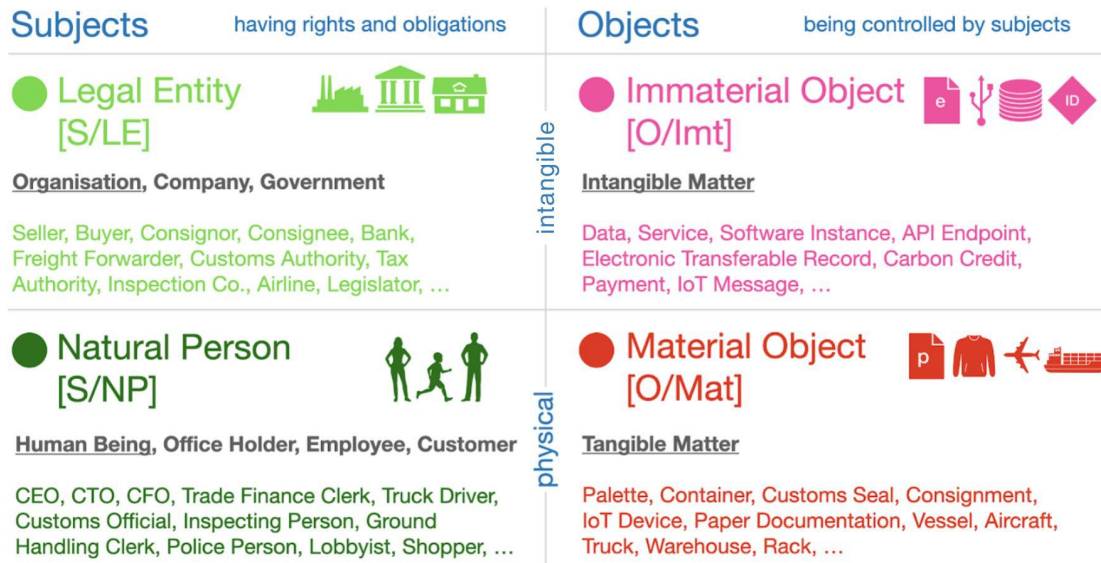 Subjects having rights and obligations
Objects being controlled by subjects
Legal Entity
[S/LE]
Organisation, Company, Government
Seller, Buyer, Consignor, Consignee, Bank,
Freight Forwarder, Customs Authority, Tax
Authority, Inspection Co., Airline, Legislator, …
intangible
Immaterial Object
[O/Imt]
e
ID
Intangible Matter
Data, Service, Software Instance, API Endpoint,
Electronic Transferable Record, Carbon Credit,
Payment, IoT Message, …
Natural Person
[S/NP]
Human Being, Office Holder, Employee, Customer
CEO, CTO, CFO, Trade Finance Clerk, Truck Driver,
Customs Official, Inspecting Person, Ground
Handling Clerk, Police Person, Lobbyist, Shopper, …
physical
Material Object
[O/Mat]
p
Tangible Matter
Palette, Container, Customs Seal, Consignment,
IoT Device, Paper Documentation, Vessel, Aircraft,
Truck, Warehouse, Rack, …